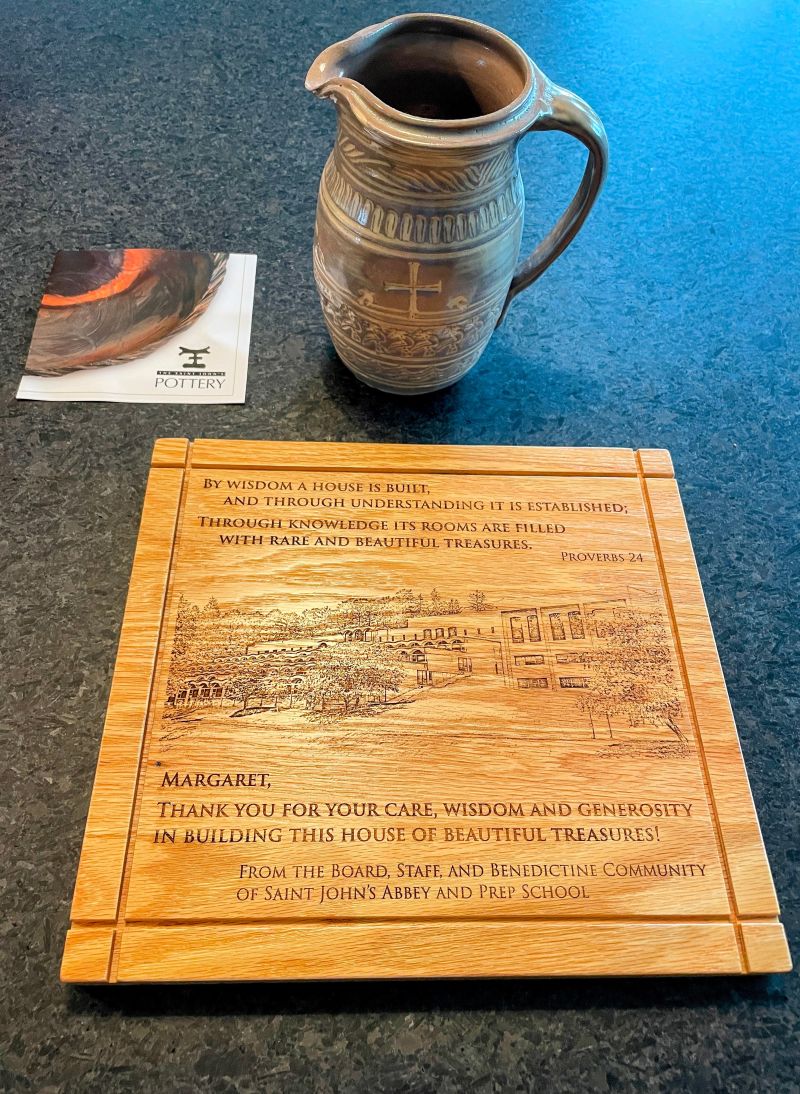 THE SAINT JOHN'S
POTTERY
BY WISDOM A HOUSE IS BUILT,
AND THROUGH UNDERSTANDING IT IS ESTABLISHED;
THROUGH KNOWLEDGE ITS ROOMS ARE FILLED
WITH RARE AND BEAUTIFUL TREASURES.
PROVERBS 24
MARGARET,
THANK YOU FOR YOUR CARE, WISDOM AND GENEROSITY
IN BUILDING THIS HOUSE OF BEAUTIFUL TREASURES!
FROM THE BOARD, STAFF, AND BENEDICTINE COMMUNITY
OF SAINT JOHN'S ABBEY AND PREP SCHOOL